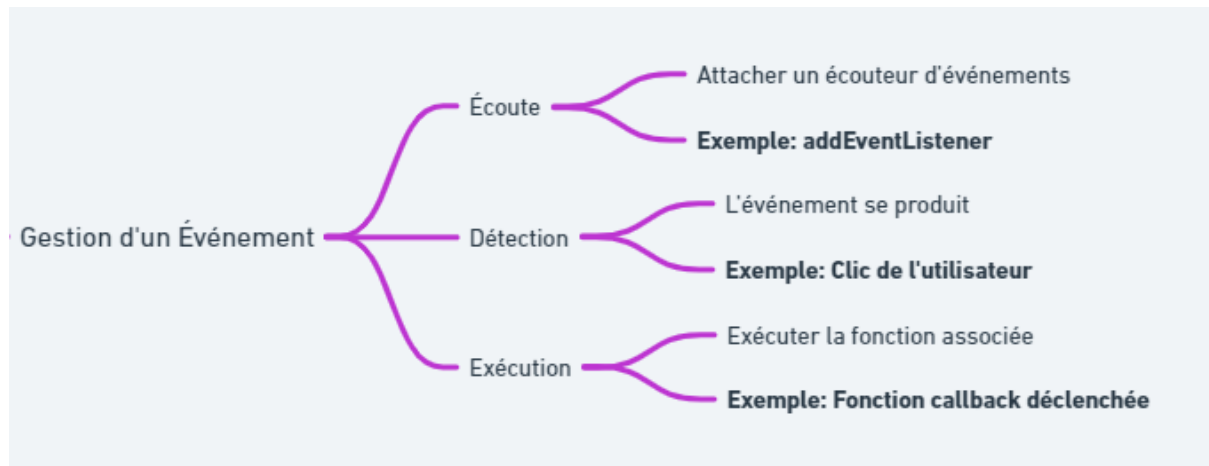 Gestion d'un Événement
Écoute
Attacher un écouteur d'événements
Exemple: addEventListener
Détection
L'événement se produit
Exemple: Clic de l'utilisateur
Exécution
Exécuter la fonction associée
Exemple: Fonction callback déclenchée